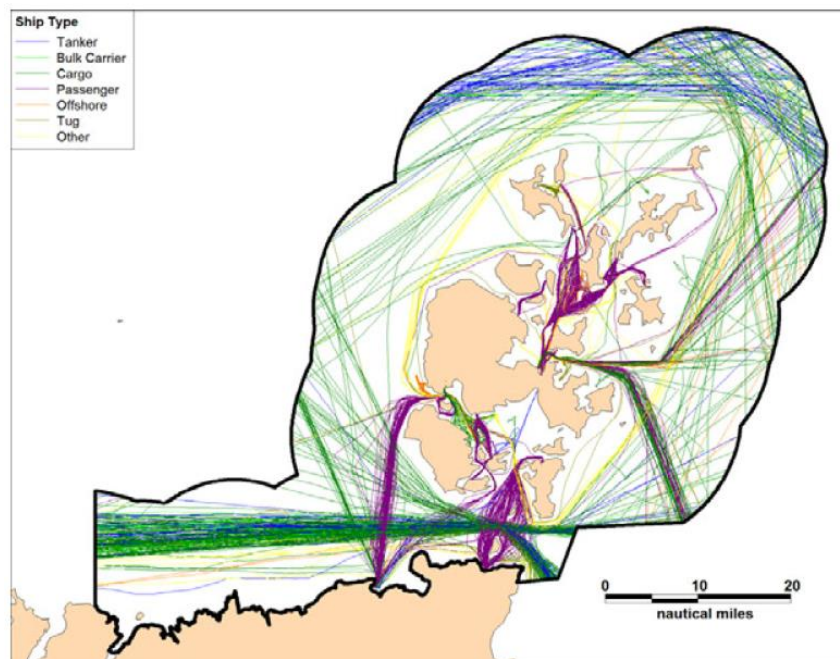 Ship Type
Tanker
Bulk Carrier
Cargo
Passenger
Offshore
Tug
Other
0 10 20
nautical miles